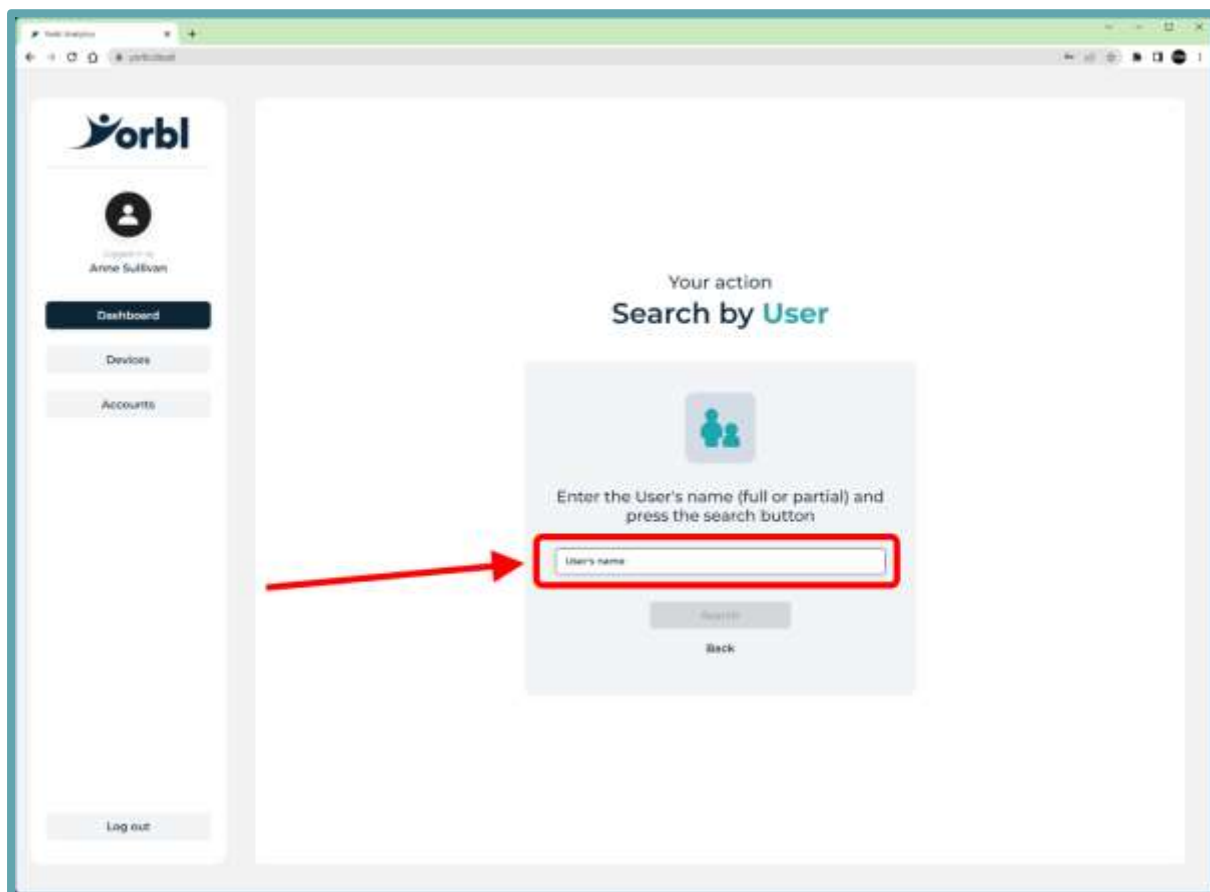 Yorbl
Anne Sullivan
Dashboard
Devices
Accounts
Log out
Your action
Search by User
Enter the User's name (full or partial) and
press the search button
User's name
Search
Back